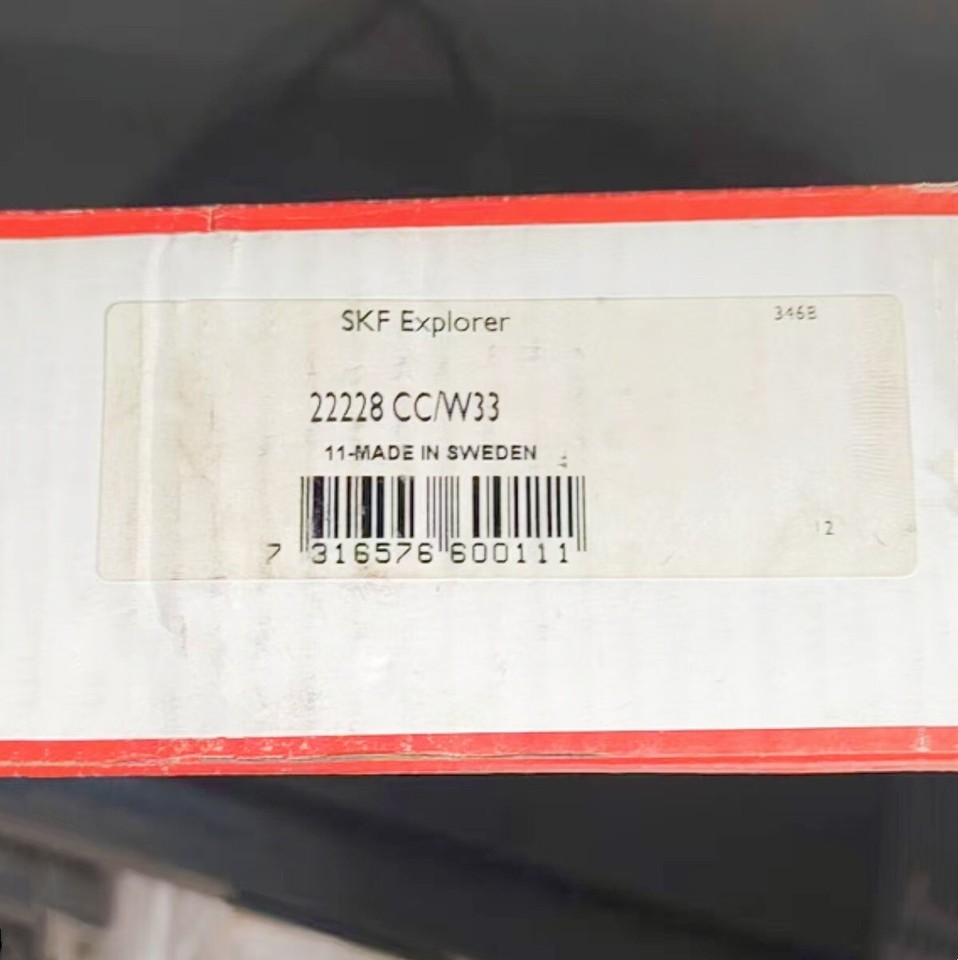 SKF Explorer
346B
22228 CC/W33
11-MADE IN SWEDEN
7 316576 600111
12